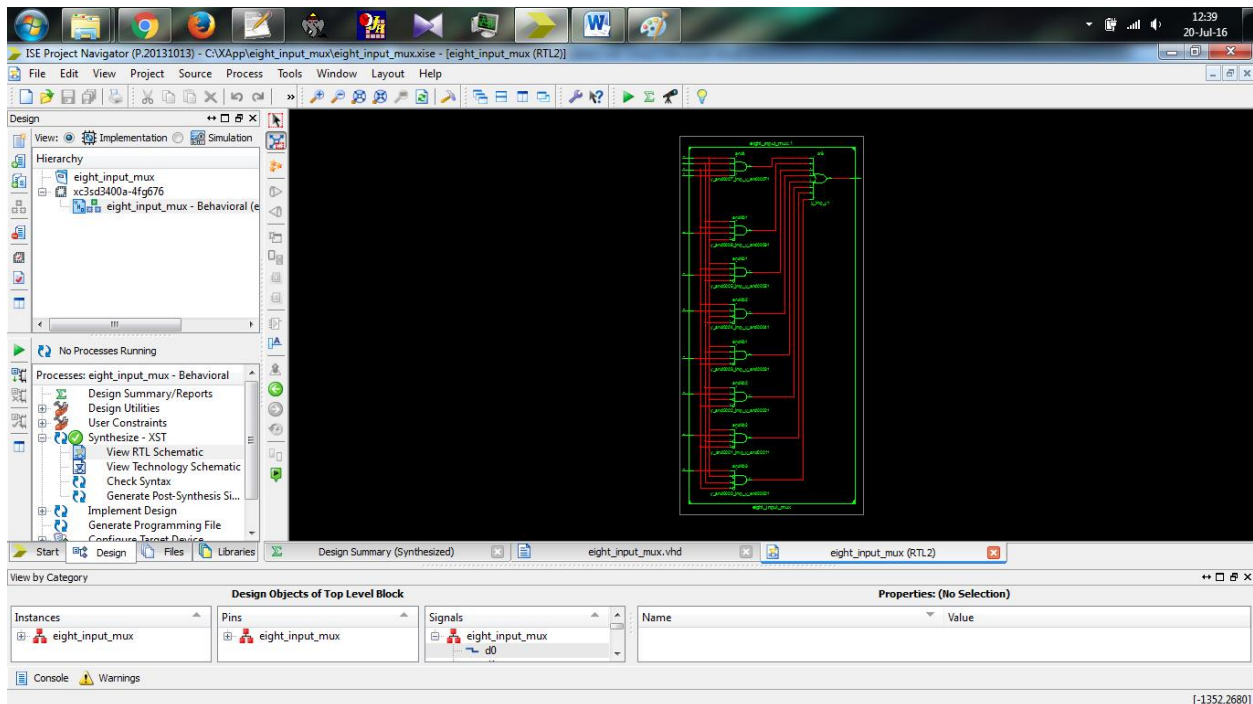 12:39
20-Jul-16
ISE Project Navigator (P.20131013) - C:\XApp\eight_input_mux\eight_input_mux.xise - [eight_input_mux (RTL2)]
File Edit View Project Source Process Tools Window Layout Help
Design
View: Implementation Simulation
Hierarchy
eight_input_mux
xc3sd3400a-4fg676
eight_input_mux - Behavioral (e
No Processes Running
Processes: eight_input_mux - Behavioral
Design Summary/Reports
Design Utilities
User Constraints
Synthesize - XST
View RTL Schematic
View Technology Schematic
Check Syntax
Generate Post-Synthesis Si...
Implement Design
Generate Programming File
Configure Target Device
Start Design Files Libraries
eight_input_mux:1
eight_input_mux
Design Summary (Synthesized) eight_input_mux.vhd eight_input_mux (RTL2)
View by Category
Design Objects of Top Level Block
Properties: (No Selection)
Instances Pins Signals Name Value
eight_input_mux eight_input_mux eight_input_mux
d0
Console Warnings
[-1352,2680]